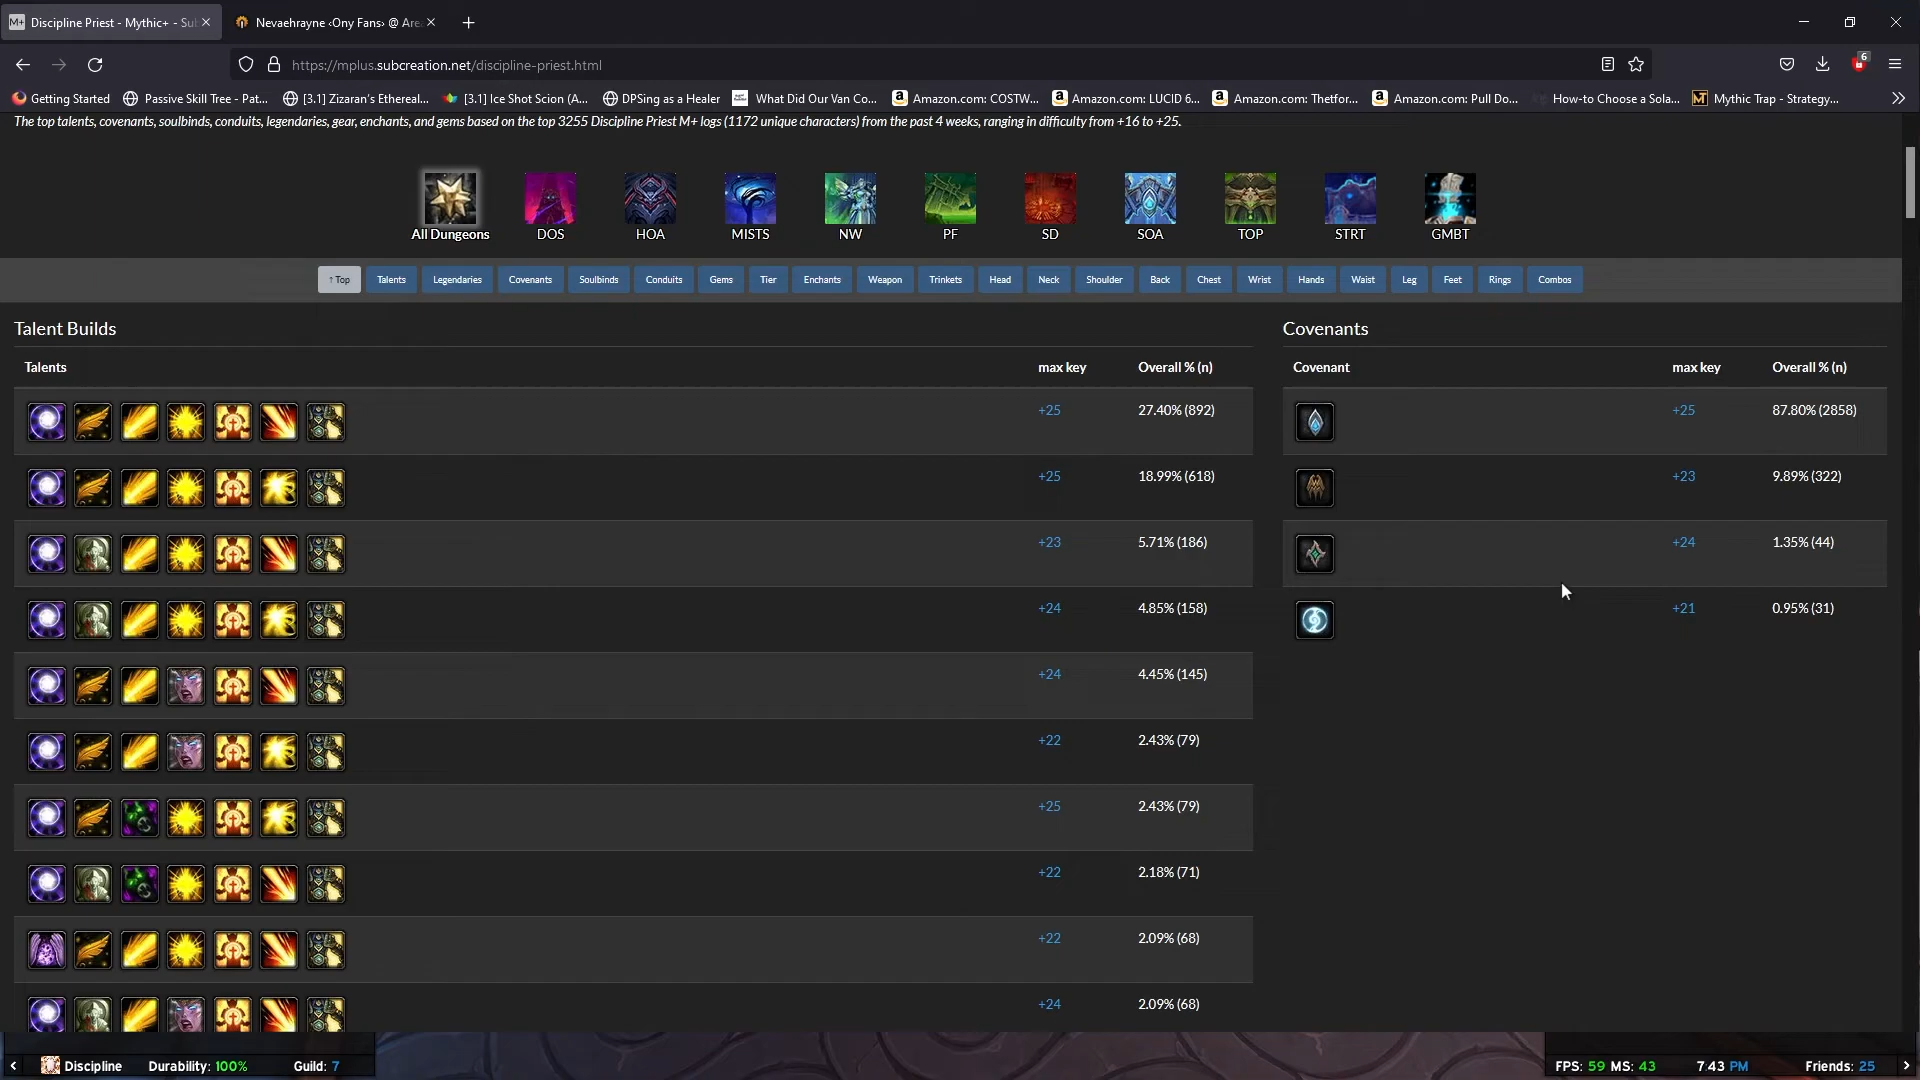 M+ Discipline Priest - Mythic+ - Su
Nevaehrayne ‹Ony Fans› @ Are
https://mplus.subcreation.net/discipline-priest.html
6
Getting Started
Passive Skill Tree - Pat...
[3.1] Zizaran's Ethereal...
[3.1] Ice Shot Scion (A...
DPSing as a Healer
What Did Our Van Co...
Amazon.com: COSTW...
Amazon.com: LUCID 6...
Amazon.com: Thetfor...
Amazon.com: Pull Do...
How-to Choose a Sola...
MT Mythic Trap - Strategy...
The top talents, covenants, soulbinds, conduits, legendaries, gear, enchants, and gems based on the top 3255 Discipline Priest M+ logs (1172 unique characters) from the past 4 weeks, ranging in difficulty from +16 to +25.
All Dungeons DOS HOA MISTS NW PF SD SOA TOP STRT GMBT
↑ Top Talents Legendaries Covenants Soulbinds Conduits Gems Tier Enchants Weapon Trinkets Head Neck Shoulder Back Chest Wrist Hands Waist Leg Feet Rings Combos
Talent Builds
Talents max key Overall % (n)
+25 27.40% (892)
+25 18.99% (618)
+23 5.71% (186)
+24 4.85% (158)
+24 4.45% (145)
+22 2.43% (79)
+25 2.43% (79)
+22 2.18% (71)
+22 2.09% (68)
+24 2.09% (68)
Covenants
Covenant max key Overall % (n)
+25 87.80% (2858)
+23 9.89% (322)
+24 1.35% (44)
+21 0.95% (31)
Discipline Durability: 100% Guild: 7
FPS: 59 MS: 43 7:43 PM Friends: 25